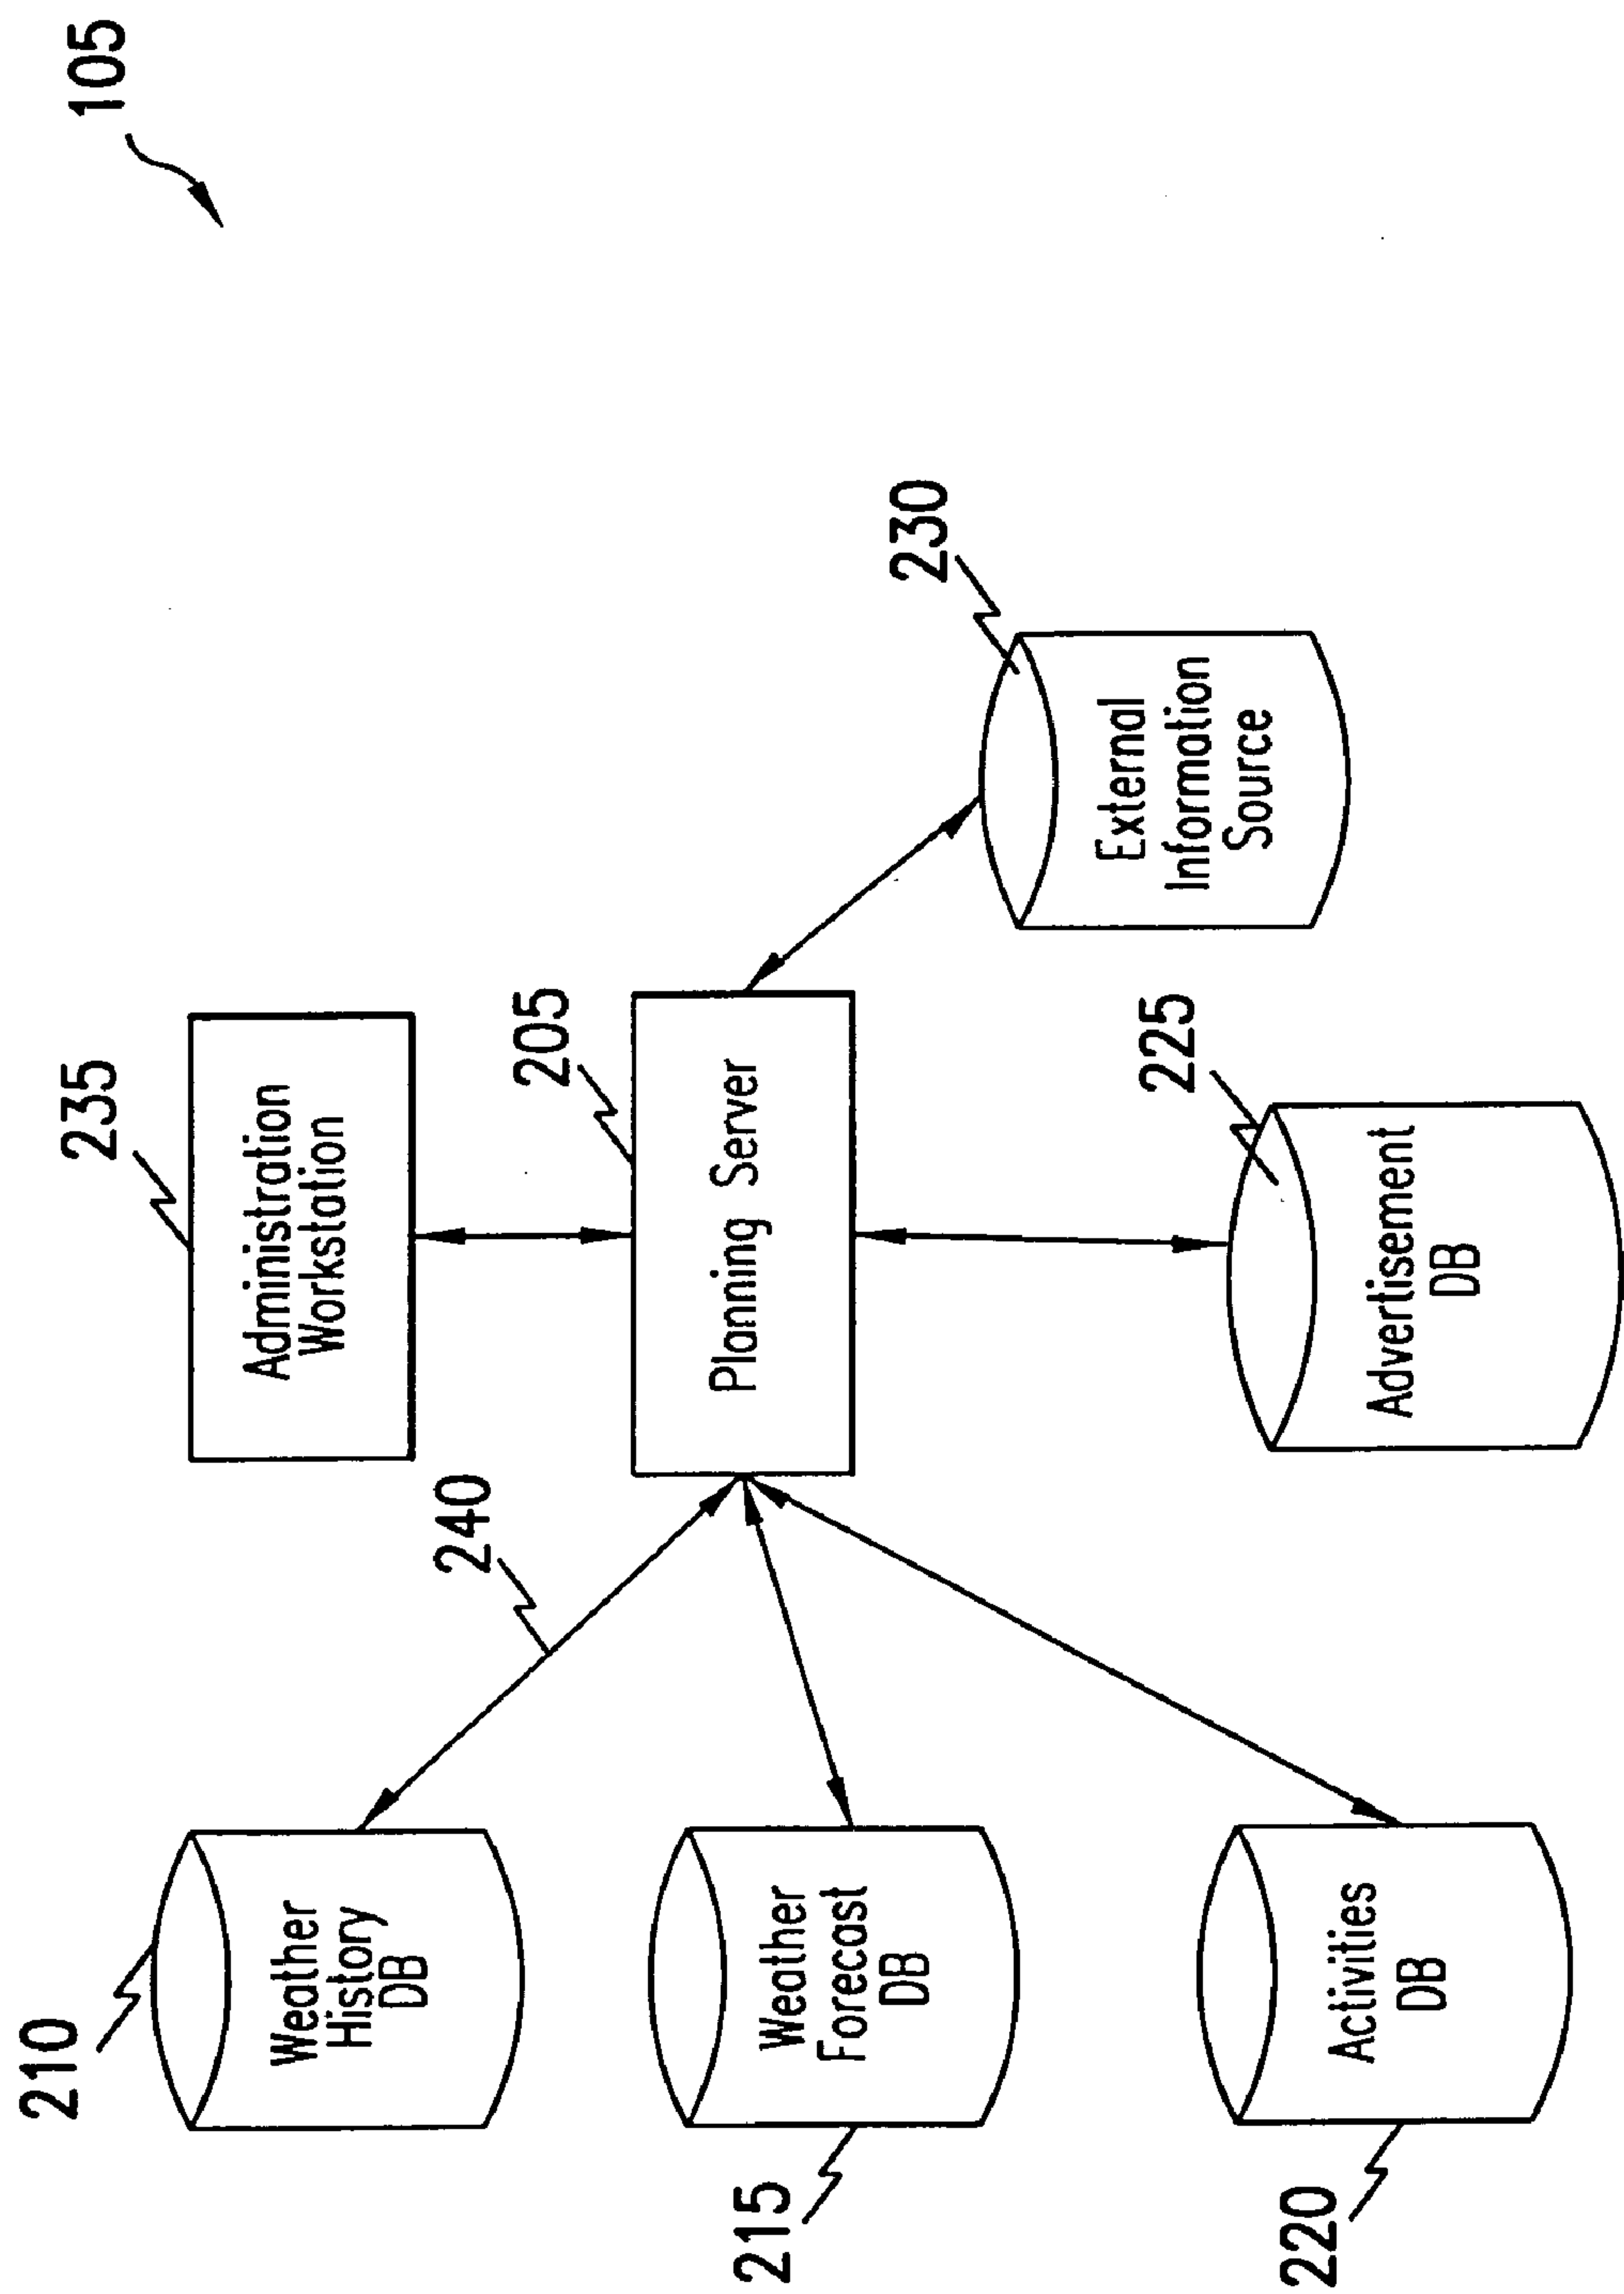 105
235
Administration
Workstation
210
Weather
History
DB
240
205
Planning Server
230
External
Information
Source
215
Weather
Forecast
DB
220
Activities
DB
225
Advertisement
DB